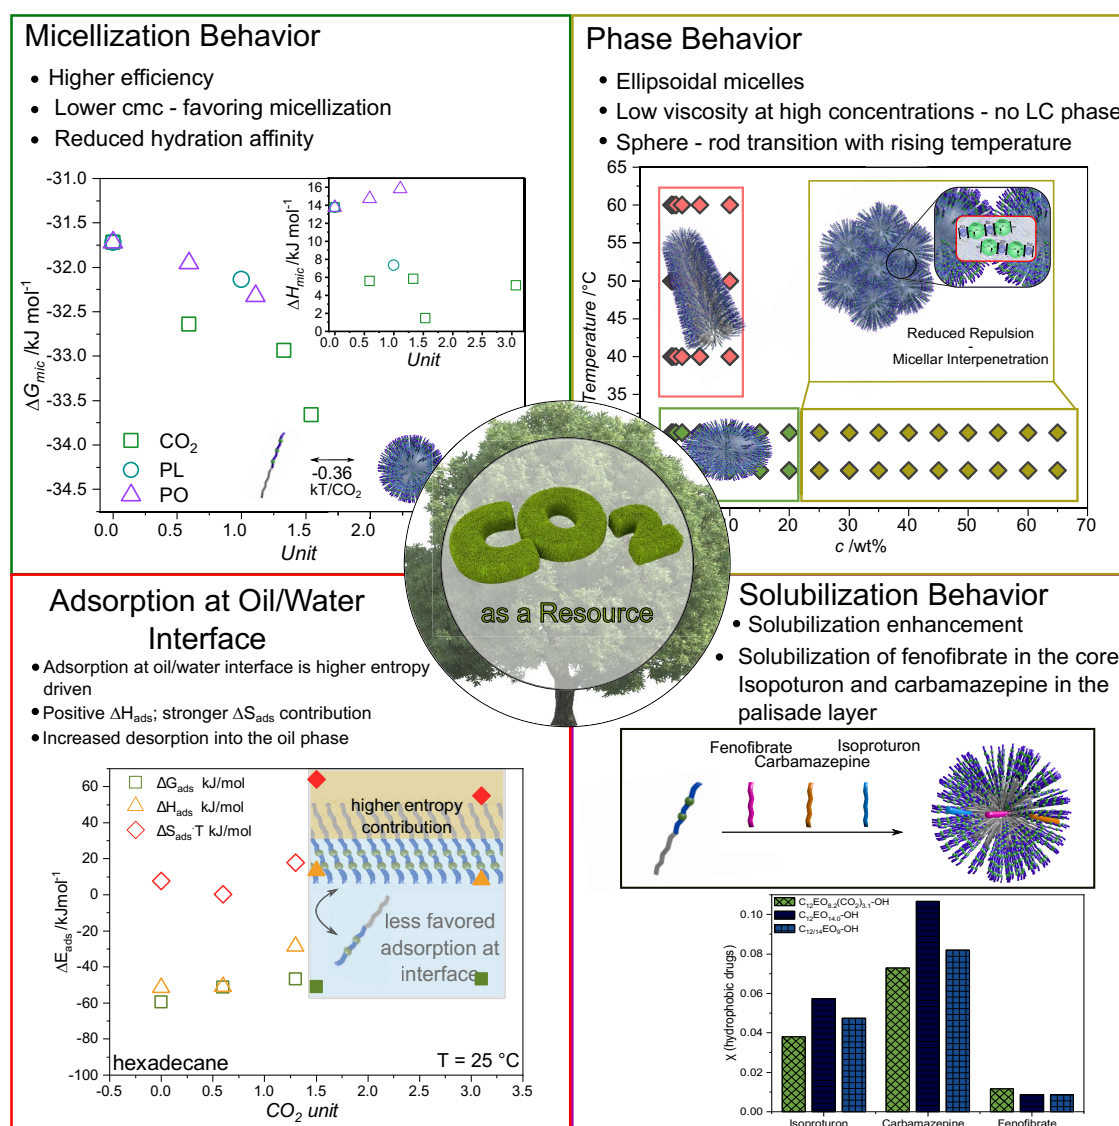 Micellization Behavior
• Higher efficiency
• Lower cmc - favoring micellization
• Reduced hydration affinity
-31.0
-31.5
-32.0
-32.5
-33.0
-33.5
-34.0
-34.5
ΔG_mic /kJ mol⁻¹
0.0 0.5 1.0 1.5 2.0
Unit
CO₂
PL
PO
-0.36
kT/CO₂
16
14
12
10
8
6
4
2
0
ΔH_mic /kJ mol⁻¹
0.0 0.5 1.0 1.5 2.0 2.5 3.0
Unit
Phase Behavior
• Ellipsoidal micelles
• Low viscosity at high concentrations - no LC phase
• Sphere - rod transition with rising temperature
65
60
55
50
45
40
35
Temperature /°C
Reduced Repulsion
-
Micellar Interpenetration
10 20 30 40 50 60 70
c /wt%
CO₂
as a Resource
Adsorption at Oil/Water
Interface
• Adsorption at oil/water interface is higher entropy
driven
• Positive ΔH_ads; stronger ΔS_ads contribution
• Increased desorption into the oil phase
60
40
20
0
-20
-40
-60
-80
-100
ΔE_ads /kJmol⁻¹
ΔG_ads kJ/mol
ΔH_ads kJ/mol
ΔS_ads·T kJ/mol
higher entropy
contribution
less favored
adsorption at
interface
hexadecane
T = 25 °C
0.0 0.5 1.0 1.5 2.0 2.5 3.0 3.5
CO₂ unit
Solubilization Behavior
• Solubilization enhancement
• Solubilization of fenofibrate in the core
Isopoturon and carbamazepine in the
palisade layer
Fenofibrate
Isoproturon
Carbamazepine
C₁₂EO₈.₂(CO₂)₃.₁-OH
C₁₂EO₁₄.₀-OH
C₁₂/₁₄EO₉-OH
0.10
0.08
0.06
0.04
0.02
0.00
χ (hydrophobic drugs)
Isoproturon Carbamazepine Fenofibrate